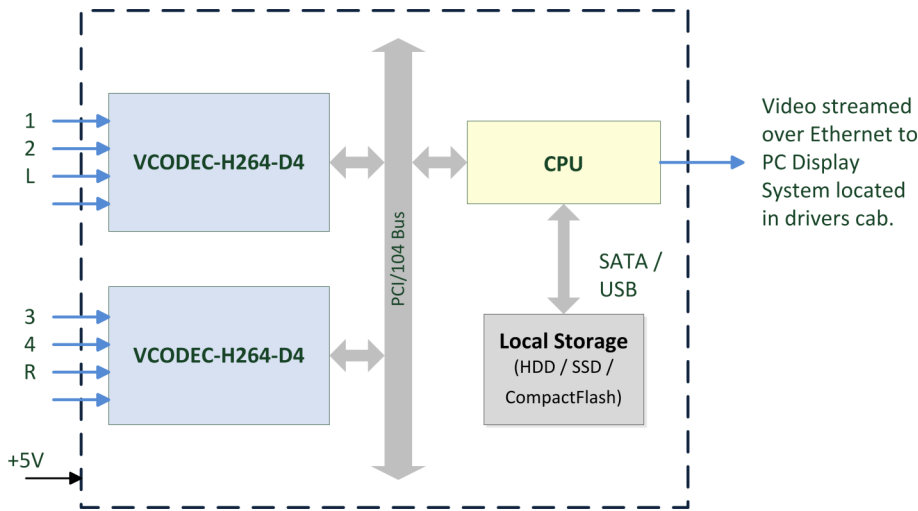 1
2
L
VCODEC-H264-D4
3
4
R
VCODEC-H264-D4
+5V
PCI/104 Bus
CPU
SATA /
USB
Local Storage
(HDD / SSD /
CompactFlash)
Video streamed
over Ethernet to
PC Display
System located
in drivers cab.